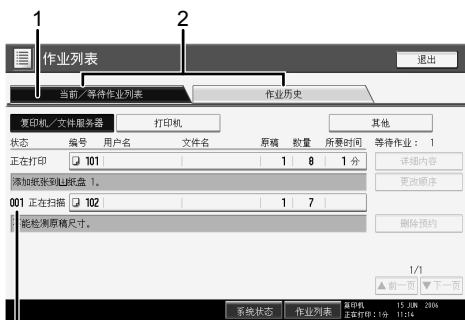 1 2
作业列表 退出
当前／等待作业列表 作业历史
复印机／文件服务器 打印机 其他
状态 编号 用户名 文件名 原稿 数量 所要时间 等待作业： 1
正在打印 101 1 8 1 分 详细内容
添加纸张到 纸盘 1。 更改顺序
001 正在扫描 102 1 7
能检测原稿尺寸。 删除预约
1/1
▲前一页 ▼下一页
系统状态 作业列表 复印机 15 JUN 2006
正在打印：1分 11:14